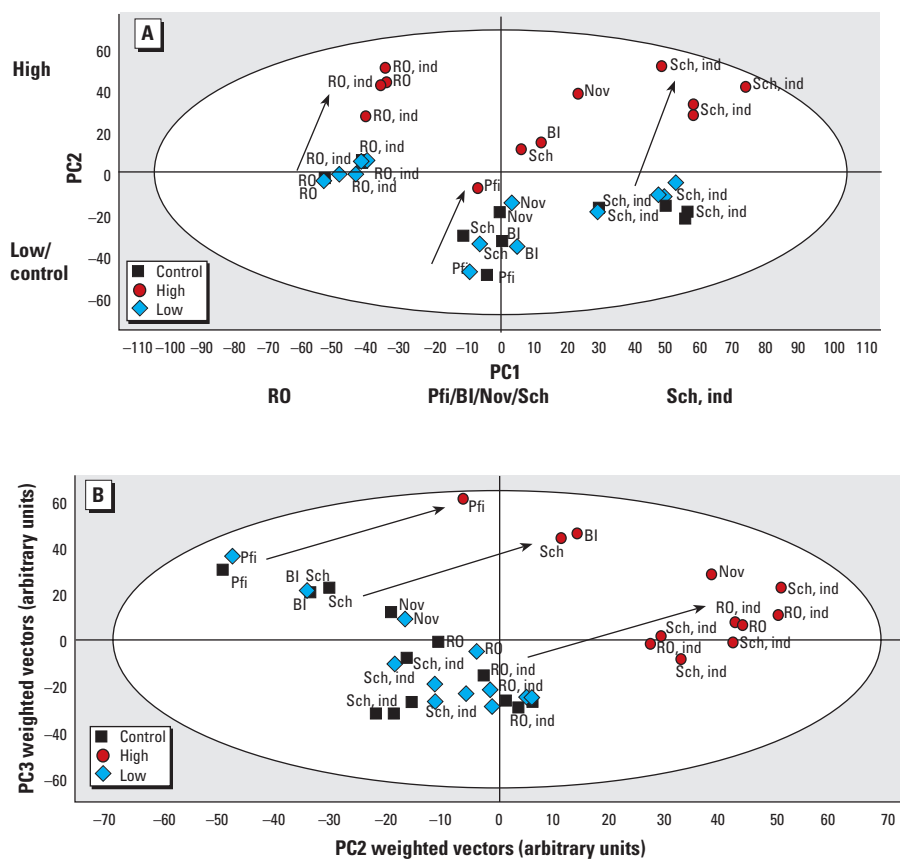 A
60
40
20
0
−20
−40
−60
High
PC2
Low/
control
RO, ind
RO, ind RO
RO, ind
RO, ind
RO, ind
RO, ind
RO
RO
RO, ind
Nov
BI
Sch
Pfi
Nov
Nov
Sch
BI
Sch
BI
Pfi
Pfi
Sch, ind
Sch, ind
Sch, ind
Sch, ind
Sch, ind
Sch, ind
Sch, ind
Control
High
Low
−110 −100 −90 −80 −70 −60 −50 −40 −30 −20 −10 0 10 20 30 40 50 60 70 80 90 100 110
PC1
RO Pfi/BI/Nov/Sch Sch, ind
B
PC3 weighted vectors (arbitrary units)
60
40
20
0
−20
−40
−60
Pfi
Pfi
Pfi
BI Sch
BI
Sch
Sch
BI
Nov
Nov
Nov
RO
RO
Sch, ind
RO, ind
RO
RO, ind
Sch, ind
RO, ind
Sch, ind
Sch, ind
Sch, ind
RO, ind
Sch, ind
RO, ind
Sch, ind
Sch, ind
RO, ind
Control
High
Low
−70 −60 −50 −40 −30 −20 −10 0 10 20 30 40 50 60 70
PC2 weighted vectors (arbitrary units)